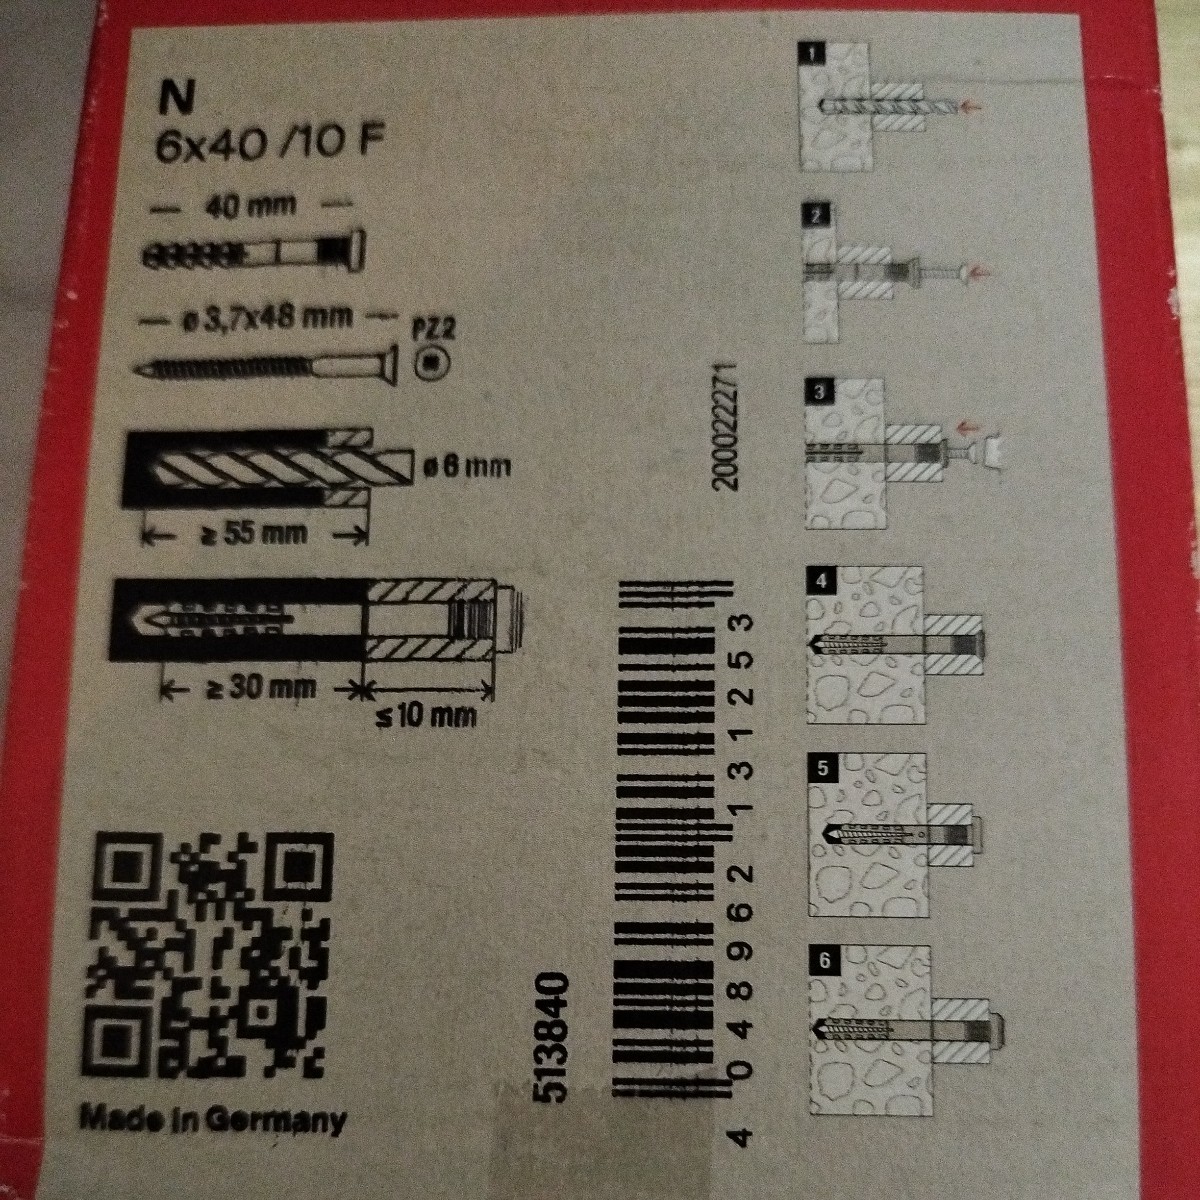 N
6x40 /10 F
40 mm
ø 3,7x48 mm
PZ2
ø 6 mm
≥ 55 mm
≥ 30 mm
≤ 10 mm
Made in Germany
513840
200022271
4 048962 131253
1
2
3
4
5
6